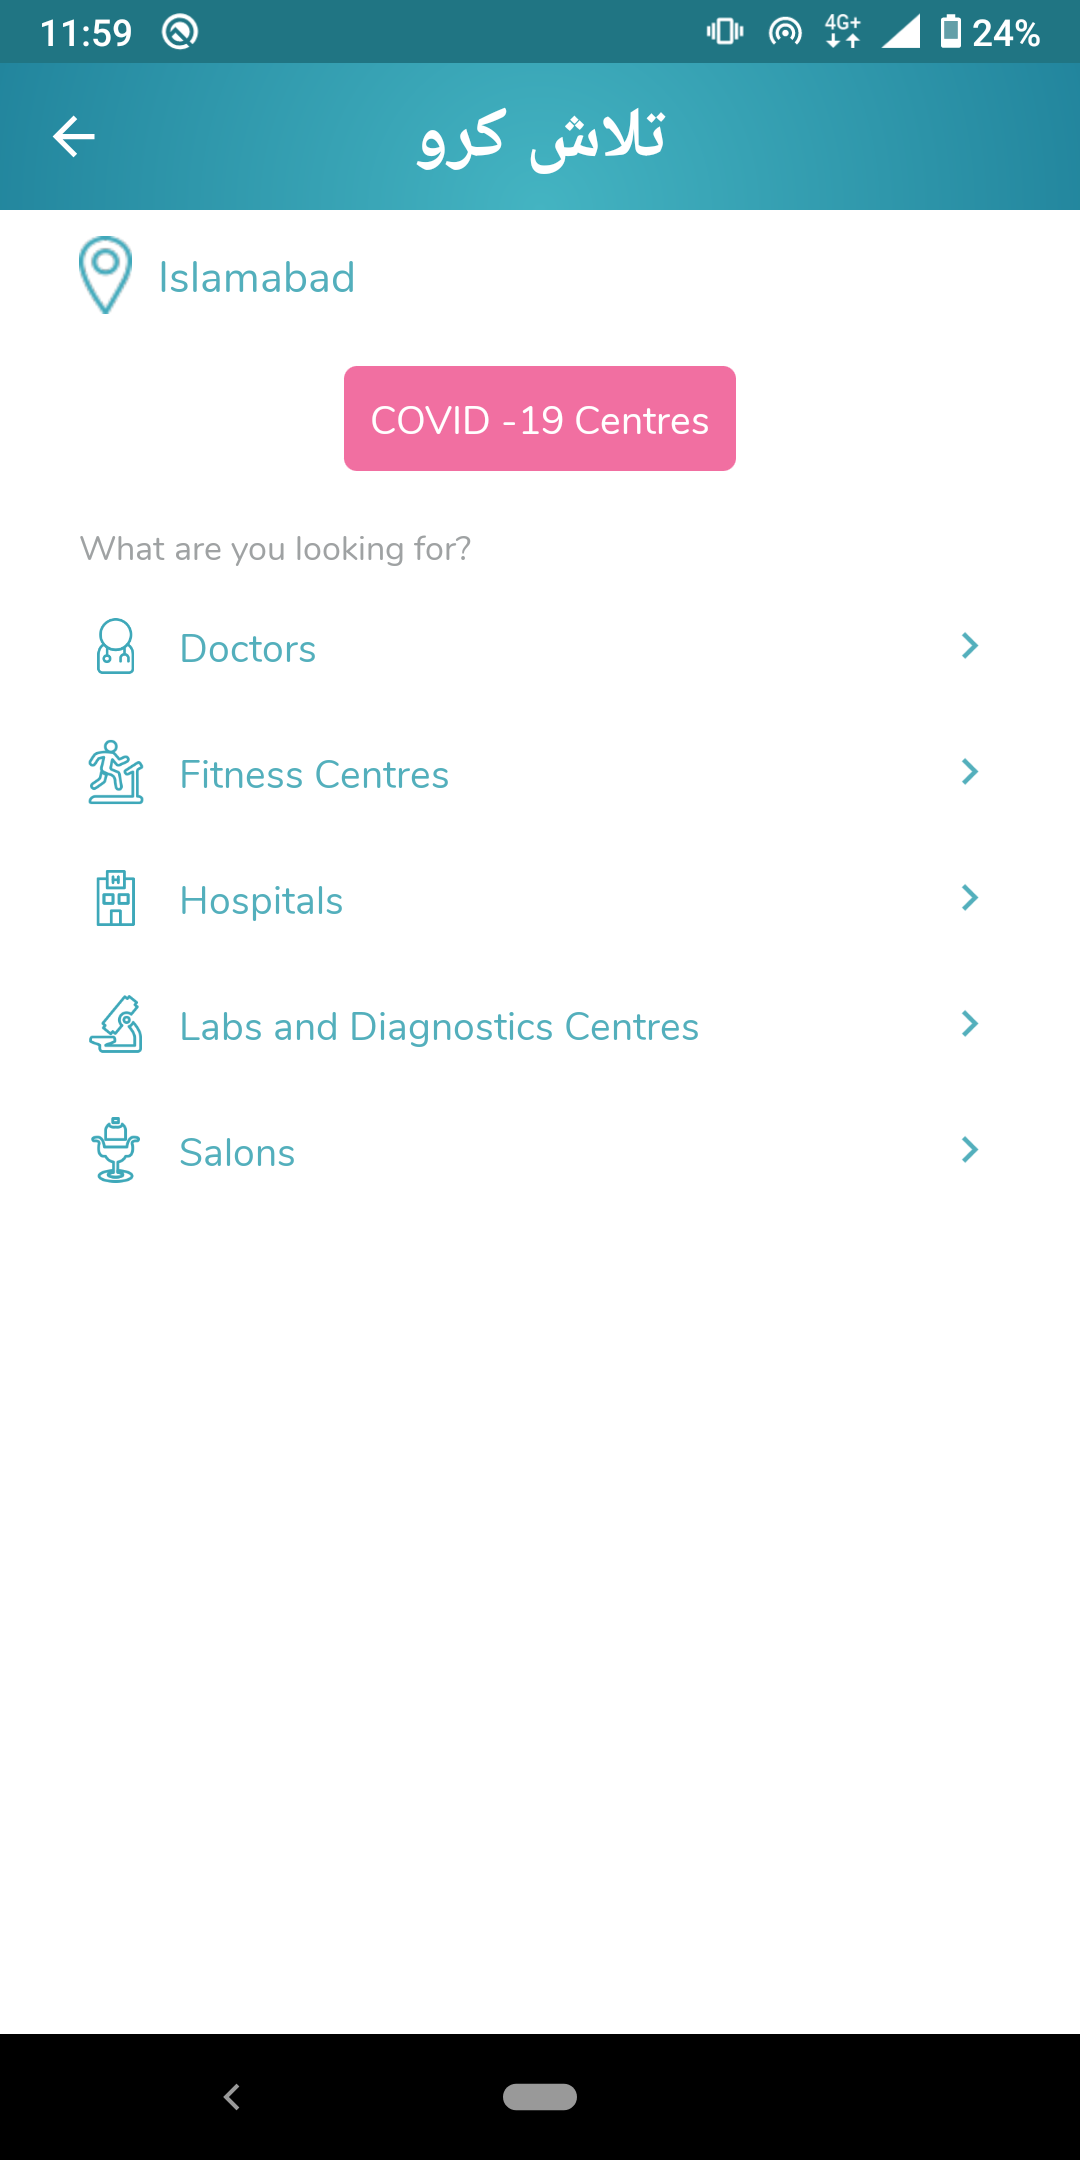 11:59
4G+
24%
تلاش کرو
Islamabad
COVID -19 Centres
What are you looking for?
Doctors
Fitness Centres
H
Hospitals
Labs and Diagnostics Centres
Salons